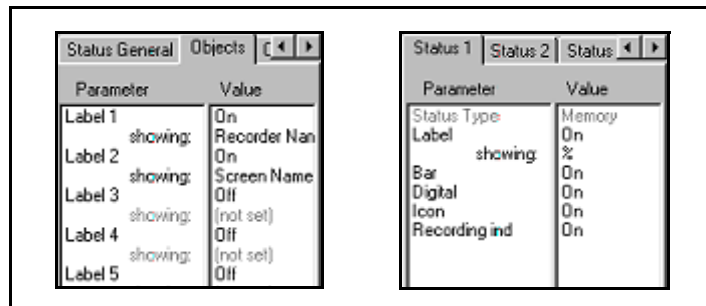 Status General Objects
Parameter Value
Label 1 On
showing: Recorder Nan
Label 2 On
showing: Screen Name
Label 3 Off
showing: (not set)
Label 4 Off
showing: (not set)
Label 5 Off
Status 1 Status 2 Status
Parameter Value
Status Type Memory
Label On
showing: %
Bar On
Digital On
Icon On
Recording ind On